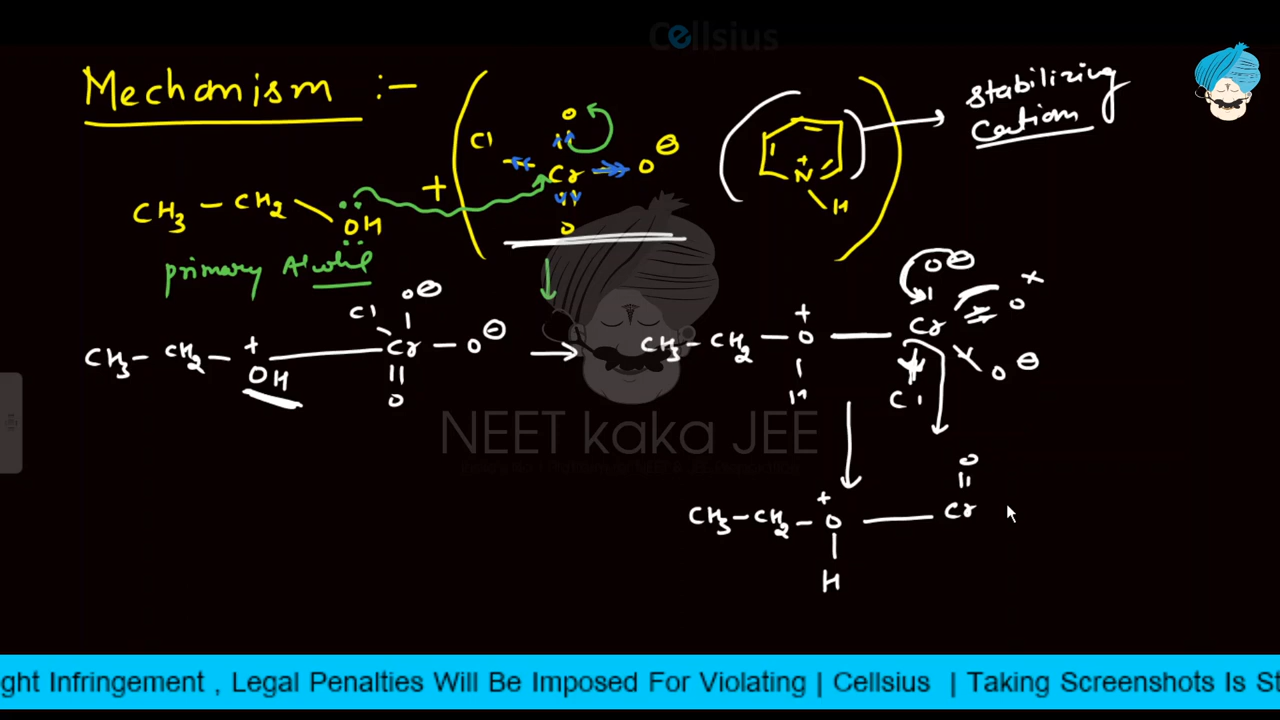 Cellsius
Mechanism :-
stabilizing
Cation
Cl O
Cr O ⊖
O
N + H
CH3 – CH2 OH +
primary Alcohol
CH3 – CH2 – + OH Cl O ⊖ Cr – O ⊖ O
CH3 – CH2 – + O H Cr O ⊖ O x O ⊖ Cl
NEET kaka JEE
CH3 – CH2 – + O H Cr O
ght Infringement , Legal Penalties Will Be Imposed For Violating | Cellsius | Taking Screenshots Is St